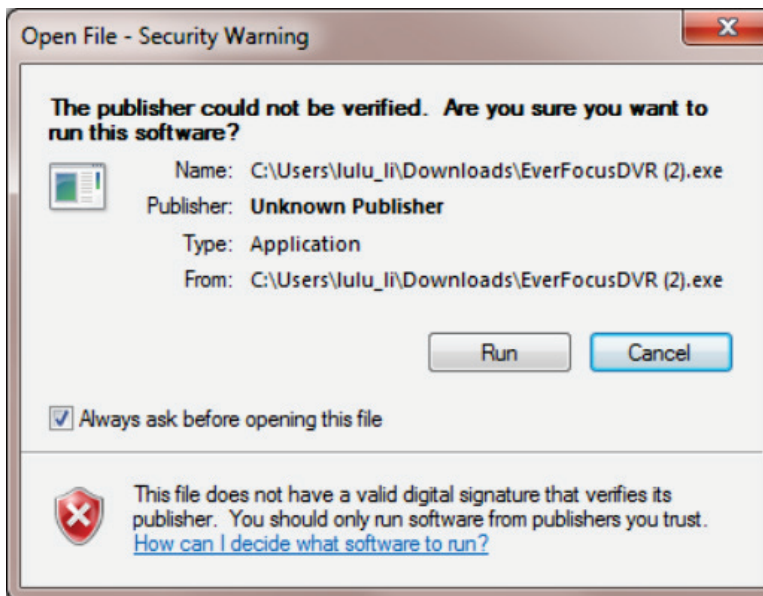 Open File - Security Warning
The publisher could not be verified.  Are you sure you want to
run this software?
Name: C:\Users\lulu_li\Downloads\EverFocusDVR (2).exe
Publisher: Unknown Publisher
Type: Application
From: C:\Users\lulu_li\Downloads\EverFocusDVR (2).exe
Run Cancel
Always ask before opening this file
This file does not have a valid digital signature that verifies its
publisher.  You should only run software from publishers you trust.
How can I decide what software to run?